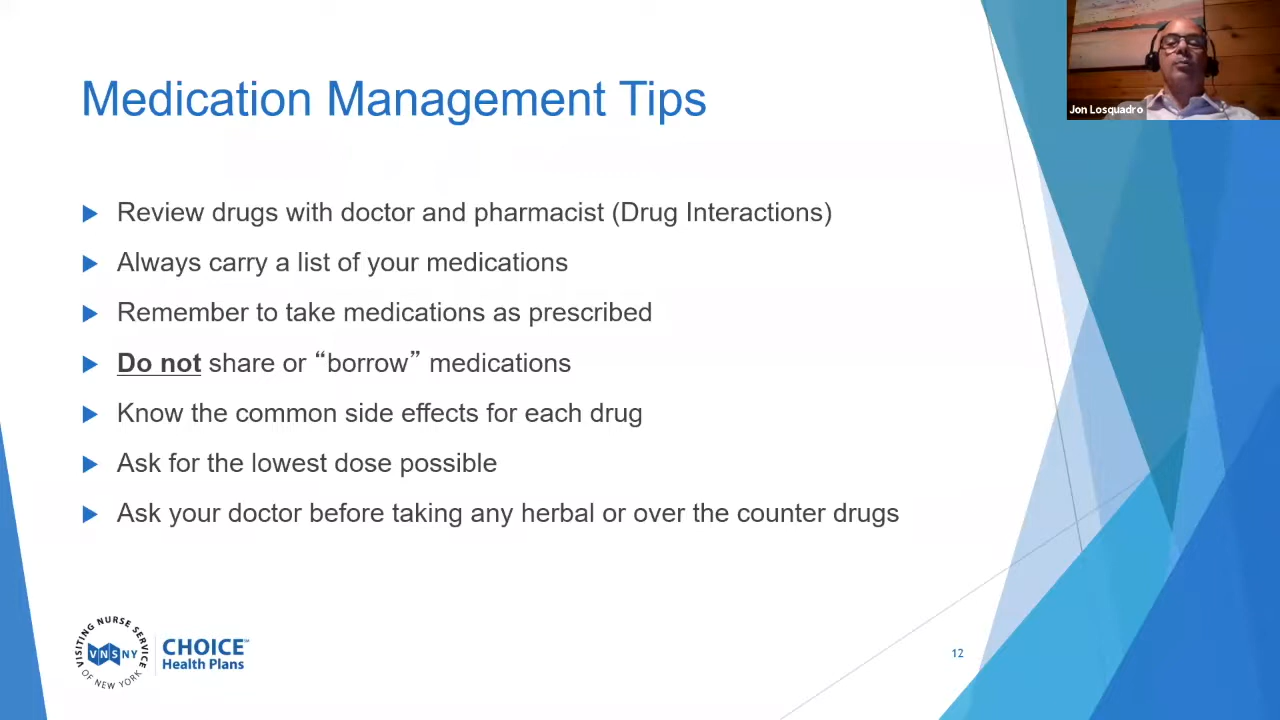 Medication Management Tips
Jon Losquadro
Review drugs with doctor and pharmacist (Drug Interactions)
Always carry a list of your medications
Remember to take medications as prescribed
Do not share or “borrow” medications
Know the common side effects for each drug
Ask for the lowest dose possible
Ask your doctor before taking any herbal or over the counter drugs
VISITING NURSE SERVICE
VNSNY
OF NEW YORK
CHOICE
Health Plans
12